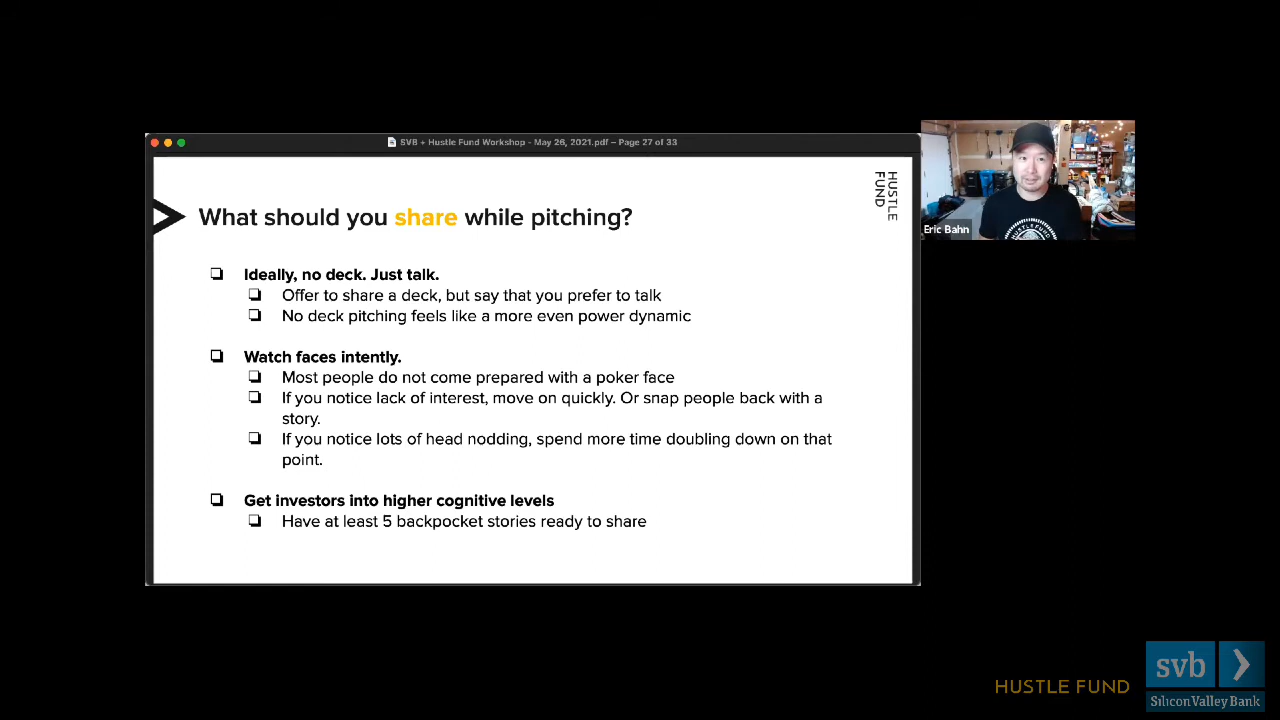 SVB + Hustle Fund Workshop - May 26, 2021.pdf – Page 27 of 33
HUSTLE
FUND
What should you share while pitching?
❏ Ideally, no deck. Just talk.
❏ Offer to share a deck, but say that you prefer to talk
❏ No deck pitching feels like a more even power dynamic
❏ Watch faces intently.
❏ Most people do not come prepared with a poker face
❏ If you notice lack of interest, move on quickly. Or snap people back with a
story.
❏ If you notice lots of head nodding, spend more time doubling down on that
point.
❏ Get investors into higher cognitive levels
❏ Have at least 5 backpocket stories ready to share
Eric Bahn
HUSTLE FUND
HUSTLE FUND
svb
Silicon Valley Bank